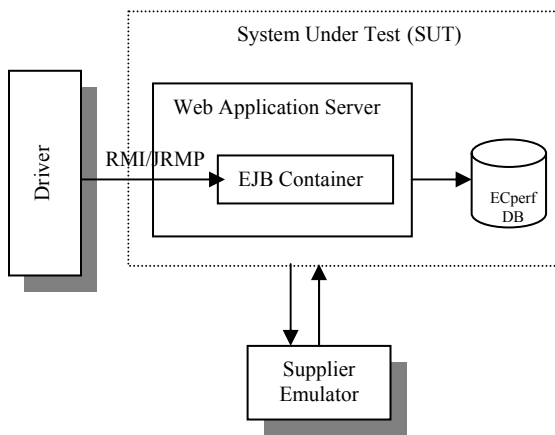 System Under Test (SUT)
Web Application Server
Driver
RMI/JRMP
EJB Container
ECperf
DB
Supplier
Emulator